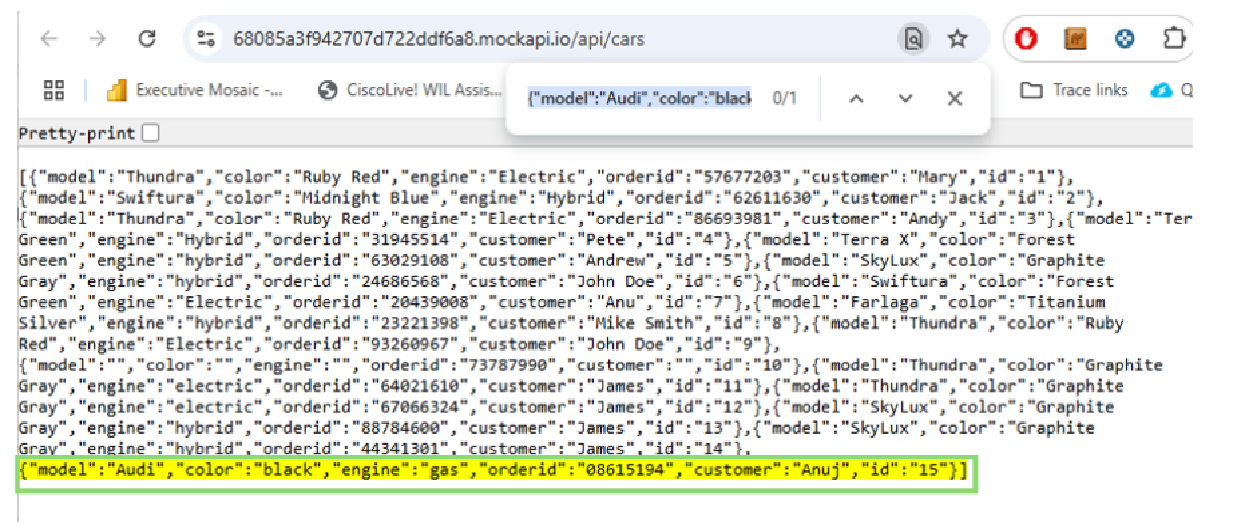 68085a3f942707d722ddf6a8.mockapi.io/api/cars
Executive Mosaic -...
CiscoLive! WIL Assis...
{"model":"Audi","color":"black
0/1
Trace links
Q
Pretty-print
[{"model":"Thundra","color":"Ruby Red","engine":"Electric","orderid":"57677203","customer":"Mary","id":"1"},
{"model":"Swiftura","color":"Midnight Blue","engine":"Hybrid","orderid":"62611630","customer":"Jack","id":"2"},
{"model":"Thundra","color":"Ruby Red","engine":"Electric","orderid":"86693981","customer":"Andy","id":"3"},{"model":"Ter
Green","engine":"Hybrid","orderid":"31945514","customer":"Pete","id":"4"},{"model":"Terra X","color":"Forest
Green","engine":"hybrid","orderid":"63029108","customer":"Andrew","id":"5"},{"model":"SkyLux","color":"Graphite
Gray","engine":"hybrid","orderid":"24686568","customer":"John Doe","id":"6"},{"model":"Swiftura","color":"Forest
Green","engine":"Electric","orderid":"20439008","customer":"Anu","id":"7"},{"model":"Farlaga","color":"Titanium
Silver","engine":"hybrid","orderid":"23221398","customer":"Mike Smith","id":"8"},{"model":"Thundra","color":"Ruby
Red","engine":"Electric","orderid":"93260967","customer":"John Doe","id":"9"},
{"model":"","color":"","engine":"","orderid":"73787990","customer":"","id":"10"},{"model":"Thundra","color":"Graphite
Gray","engine":"electric","orderid":"64021610","customer":"James","id":"11"},{"model":"Thundra","color":"Graphite
Gray","engine":"electric","orderid":"67066324","customer":"James","id":"12"},{"model":"SkyLux","color":"Graphite
Gray","engine":"hybrid","orderid":"88784600","customer":"James","id":"13"},{"model":"SkyLux","color":"Graphite
Gray","engine":"hybrid","orderid":"44341301","customer":"James","id":"14"},
{"model":"Audi","color":"black","engine":"gas","orderid":"08615194","customer":"Anuj","id":"15"}]